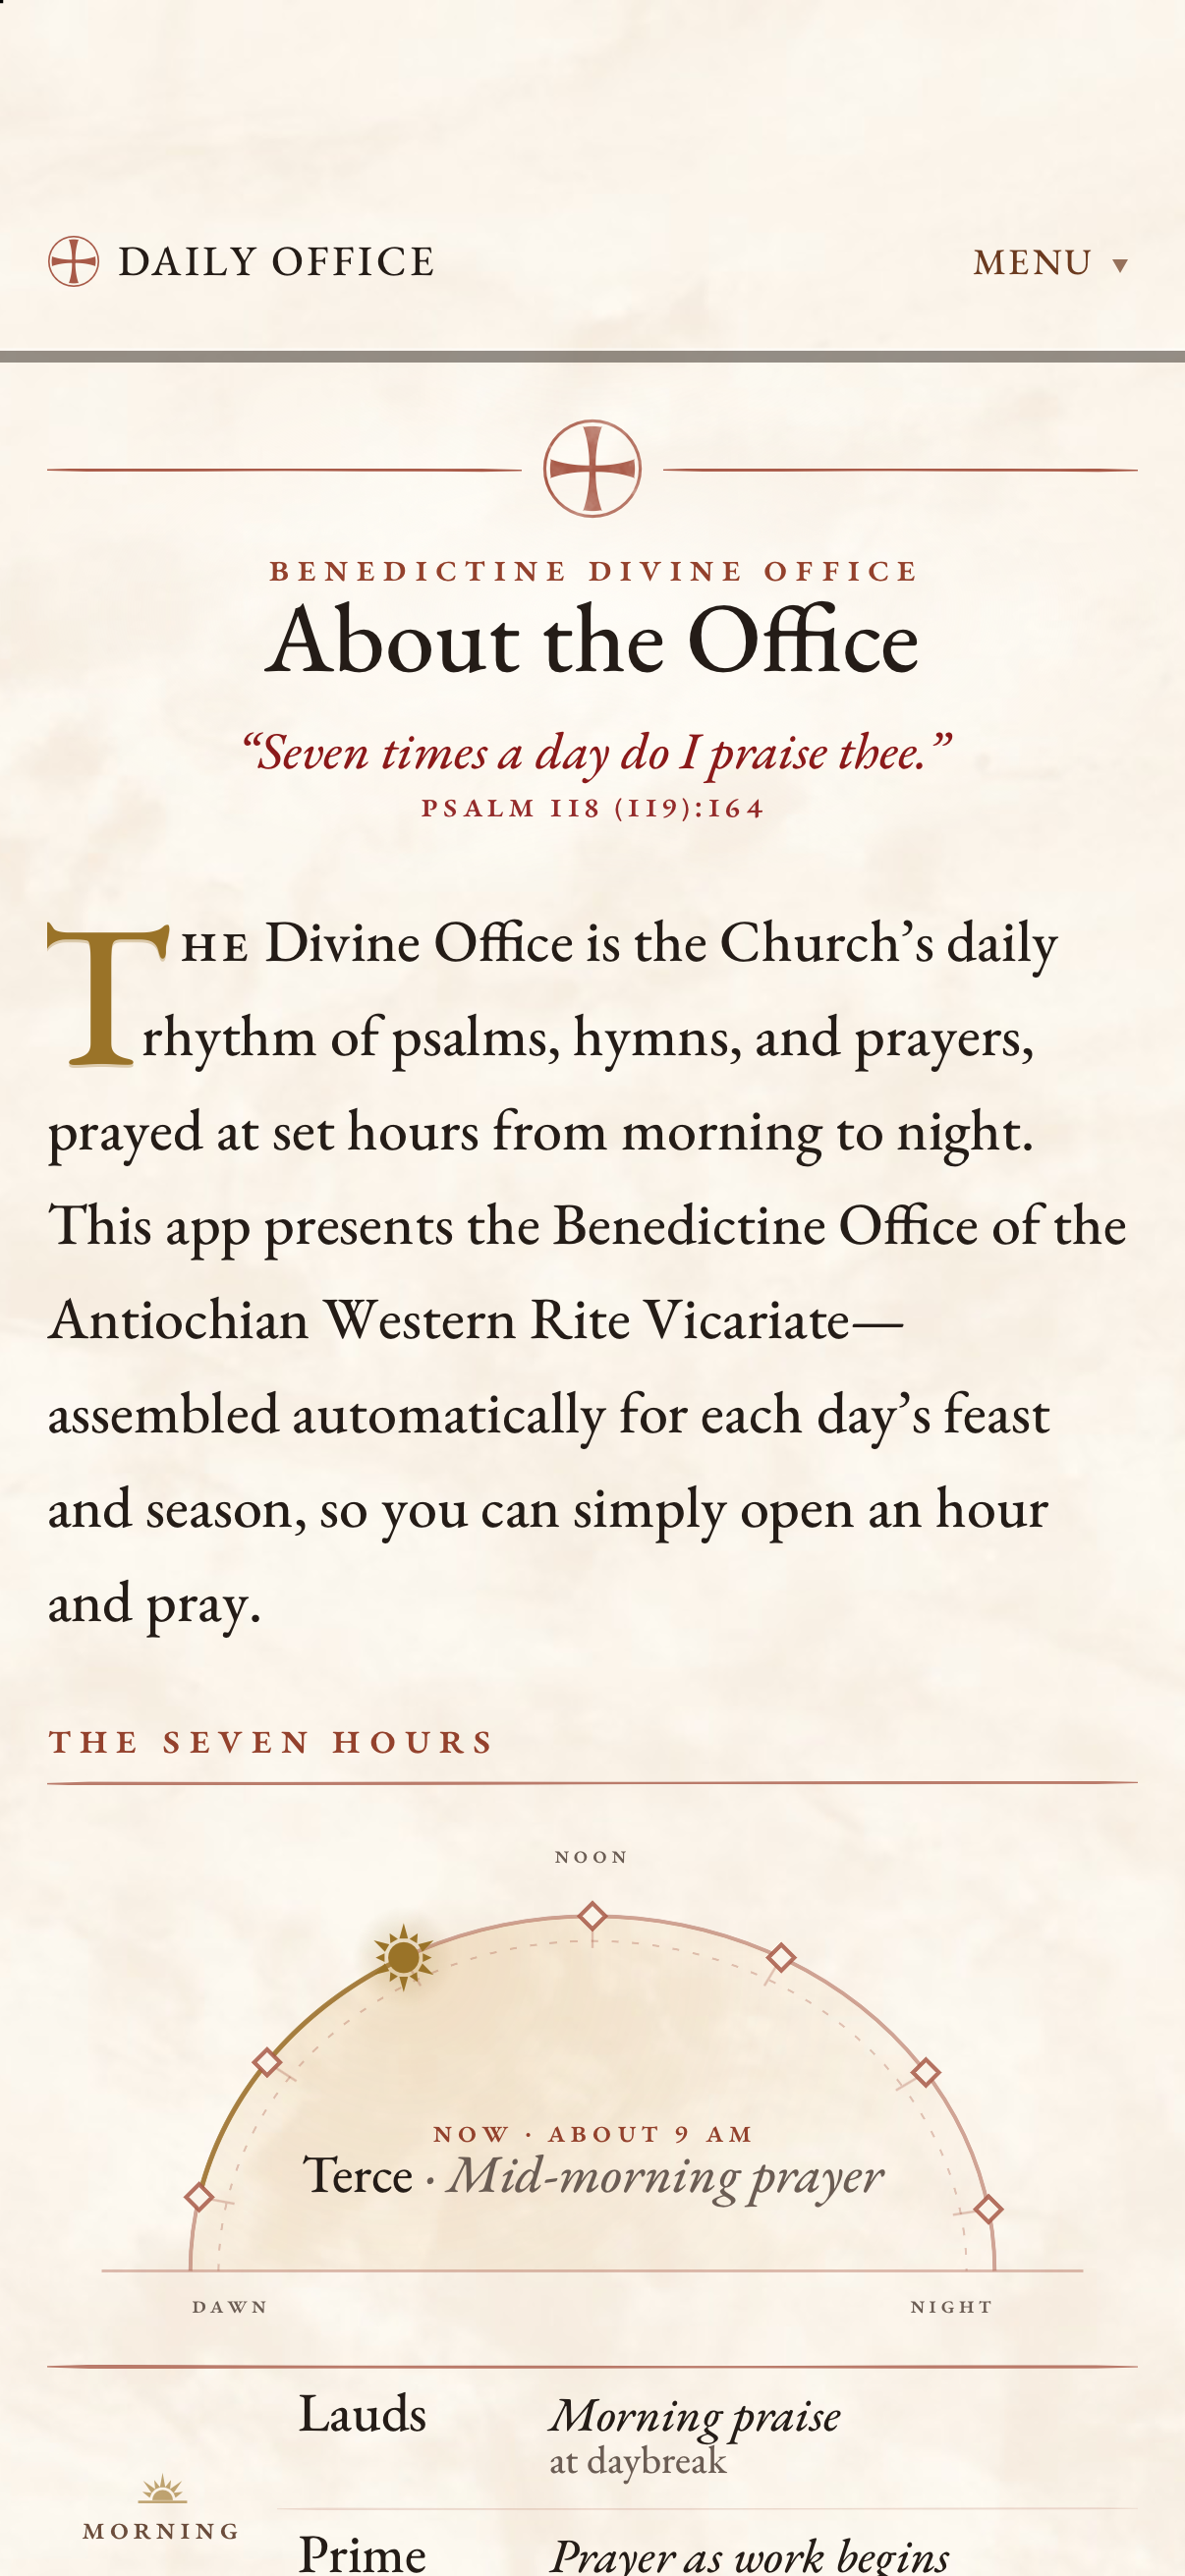 DAILY OFFICE
MENU ▼
BENEDICTINE DIVINE OFFICE
About the Office
“Seven times a day do I praise thee.”
PSALM 118 (119):164
THE Divine Office is the Church’s daily
rhythm of psalms, hymns, and prayers,
prayed at set hours from morning to night.
This app presents the Benedictine Office of the
Antiochian Western Rite Vicariate—
assembled automatically for each day’s feast
and season, so you can simply open an hour
and pray.
THE SEVEN HOURS
NOON
NOW · ABOUT 9 AM
Terce · Mid-morning prayer
DAWN
NIGHT
Lauds
Morning praise
at daybreak
MORNING
Prime
Prayer as work begins